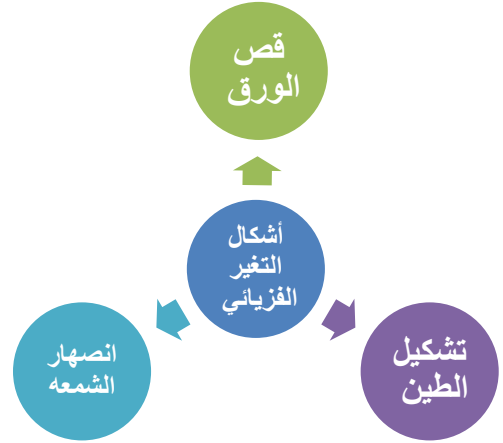 قص
الورق
أشكال
التغير
الفزيائي
تشكيل
الطين
انصهار
الشمعه